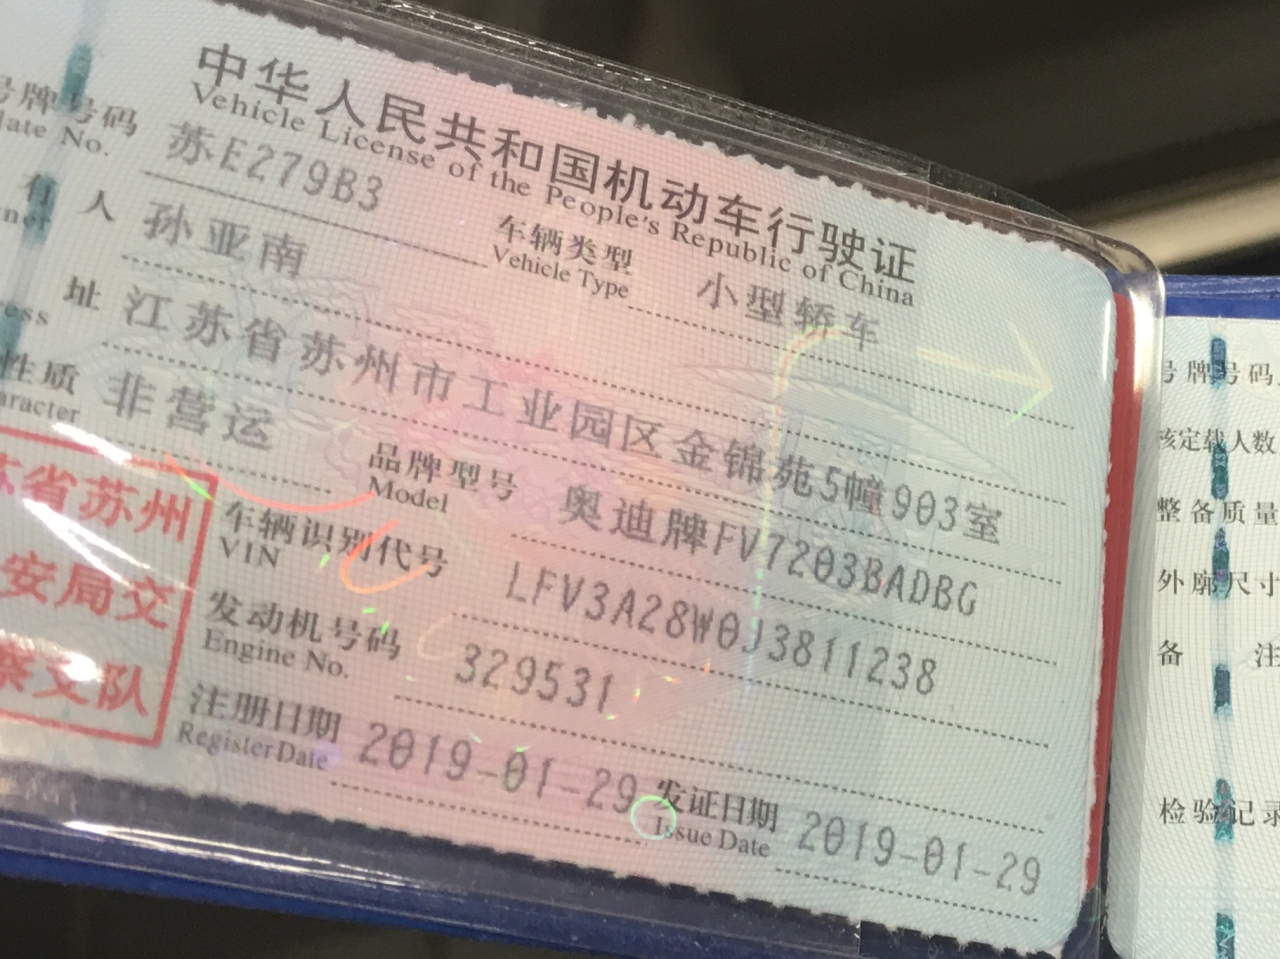 中华人民共和国机动车行驶证
Vehicle License of the People's Republic of China
号牌号码 苏E279B3 车辆类型 小型轿车
late No. Vehicle Type
有人 孙亚南
ner
址 江苏省苏州市工业园区金锦苑5幢903室
ess
性质 非营运 品牌型号 奥迪牌FV7203BADBG
aracter Model
车辆识别代号 LFV3A28W0J3811238
VIN
发动机号码 329531
Engine No.
注册日期 2019-01-29 发证日期 2019-01-29
Register Date Issue Date
苏省苏州
安局交
察支队
号牌号码
核定载人数
整备质量
外廓尺寸
备 注
检验记录